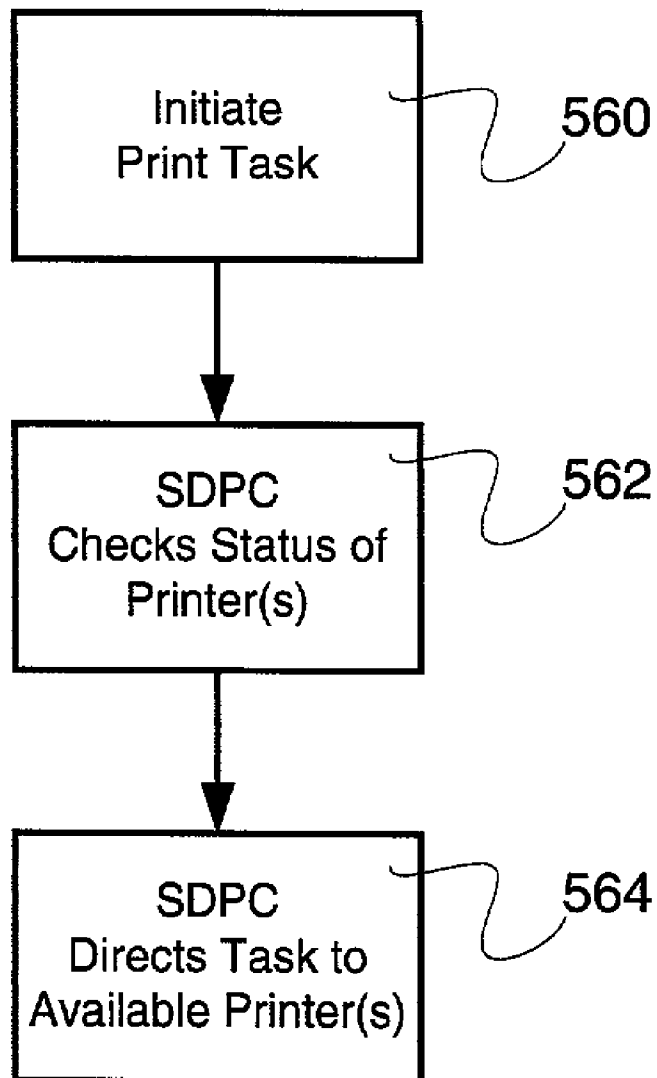 Initiate
Print Task
560
SDPC
Checks Status of
Printer(s)
562
SDPC
Directs Task to
Available Printer(s)
564